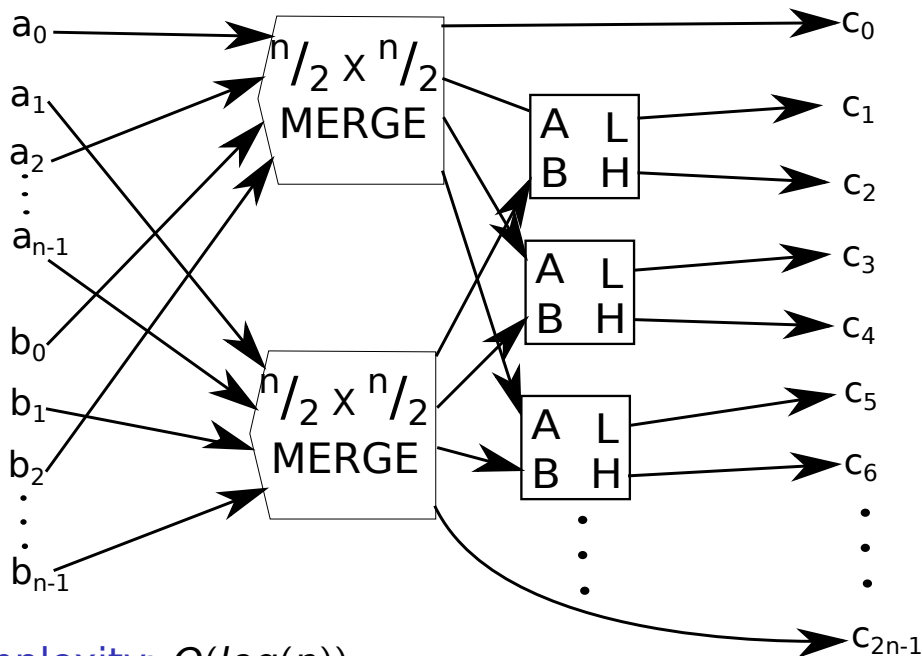 a0
a1
a2
an-1
b0
b1
b2
bn-1
n/2 X n/2
MERGE
n/2 X n/2
MERGE
A L
B H
A L
B H
A L
B H
c0
c1
c2
c3
c4
c5
c6
c2n-1